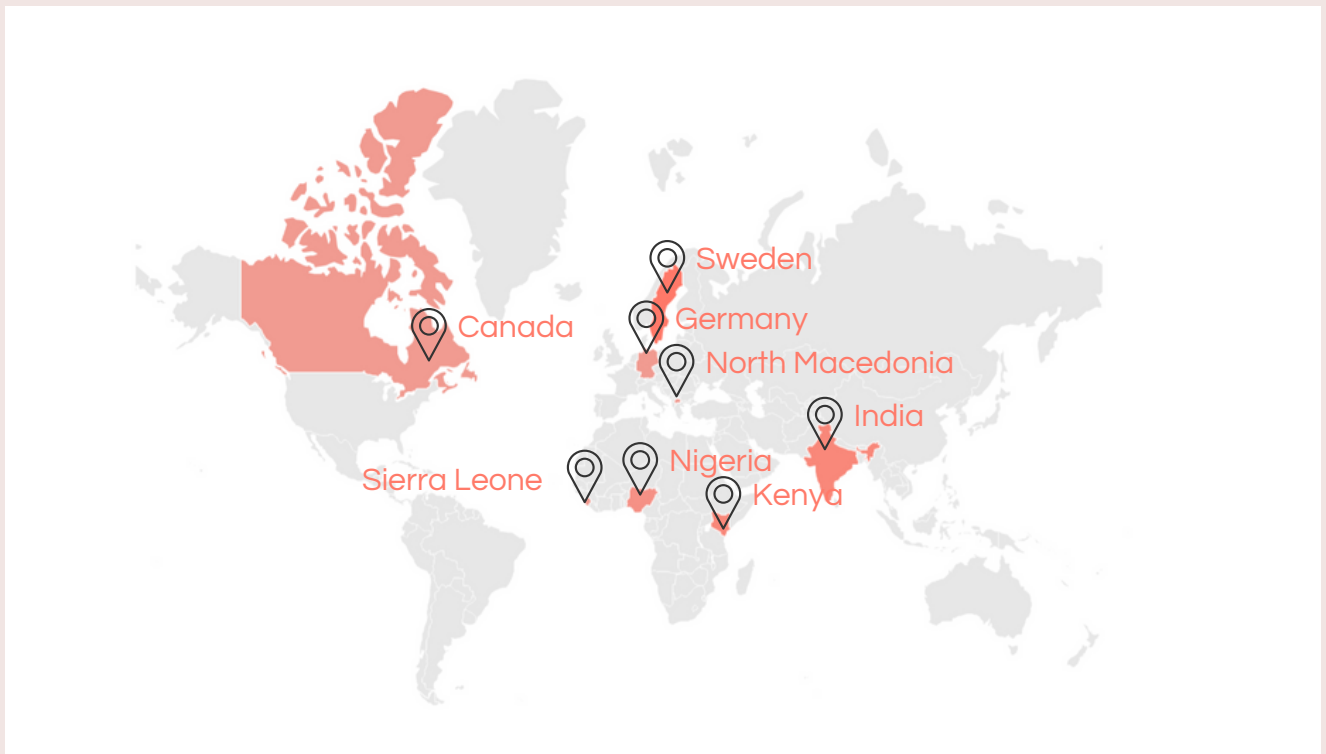 Sweden
Germany
Canada
North Macedonia
India
Nigeria
Sierra Leone
Kenya